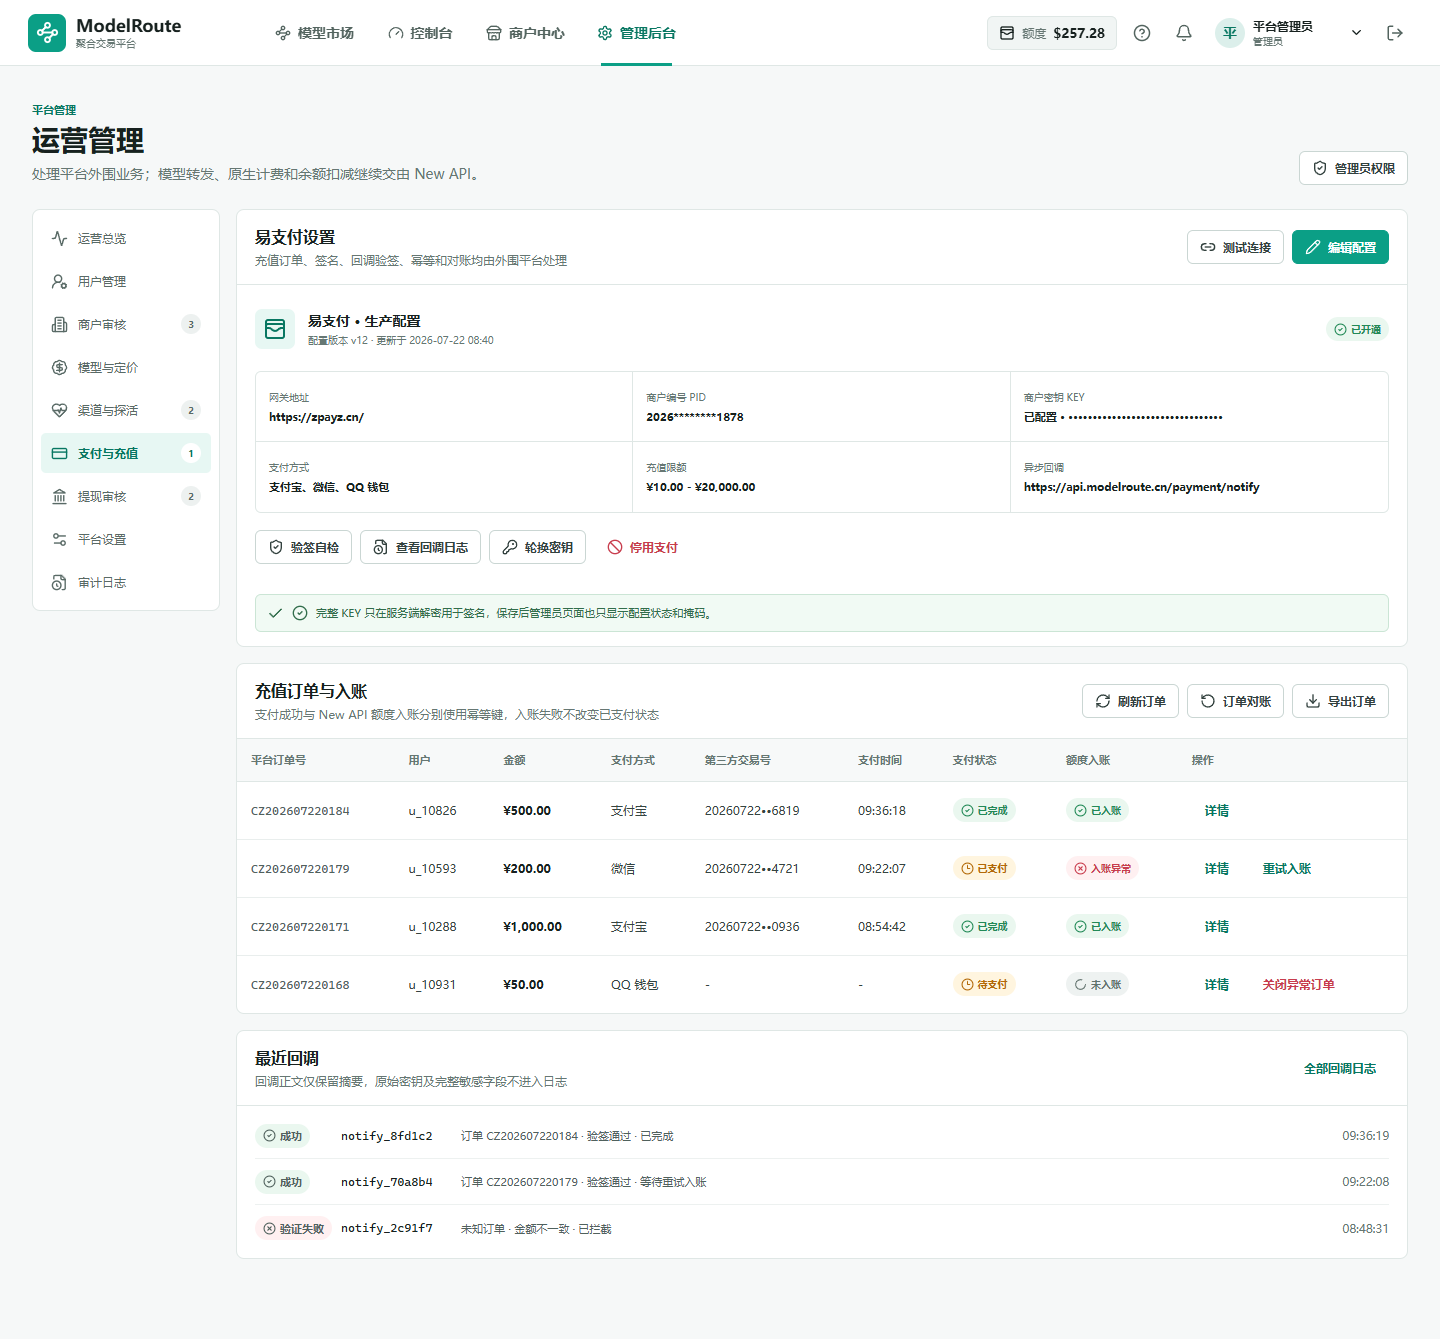 ModelRoute
聚合交易平台
模型市场
控制台
商户中心
管理后台
额度 $257.28
平
平台管理员
管理员
平台管理
运营管理
处理平台外围业务；模型转发、原生计费和余额扣减继续交由 New API。
管理员权限
运营总览
用户管理
商户审核 3
模型与定价
渠道与探活 2
支付与充值 1
提现审核 2
平台设置
审计日志
易支付设置
充值订单、签名、回调验签、幂等和对账均由外围平台处理
测试连接
编辑配置
易支付 • 生产配置
配置版本 v12 · 更新于 2026-07-22 08:40
已开通
网关地址
https://zpayz.cn/
商户编号 PID
2026********1878
商户密钥 KEY
已配置 • ••••••••••••••••••••••••••••••••
支付方式
支付宝、微信、QQ 钱包
充值限额
¥10.00 - ¥20,000.00
异步回调
https://api.modelroute.cn/payment/notify
验签自检
查看回调日志
轮换密钥
停用支付
完整 KEY 只在服务端解密用于签名，保存后管理员页面也只显示配置状态和掩码。
充值订单与入账
支付成功与 New API 额度入账分别使用幂等键，入账失败不改变已支付状态
刷新订单
订单对账
导出订单
平台订单号 用户 金额 支付方式 第三方交易号 支付时间 支付状态 额度入账 操作
CZ202607220184 u_10826 ¥500.00 支付宝 20260722••6819 09:36:18 已完成 已入账 详情
CZ202607220179 u_10593 ¥200.00 微信 20260722••4721 09:22:07 已支付 入账异常 详情 重试入账
CZ202607220171 u_10288 ¥1,000.00 支付宝 20260722••0936 08:54:42 已完成 已入账 详情
CZ202607220168 u_10931 ¥50.00 QQ 钱包 - - 待支付 未入账 详情 关闭异常订单
最近回调
回调正文仅保留摘要，原始密钥及完整敏感字段不进入日志
全部回调日志
成功 notify_8fd1c2 订单 CZ202607220184 · 验签通过 · 已完成 09:36:19
成功 notify_70a8b4 订单 CZ202607220179 · 验签通过 · 等待重试入账 09:22:08
验证失败 notify_2c91f7 未知订单 · 金额不一致 · 已拦截 08:48:31